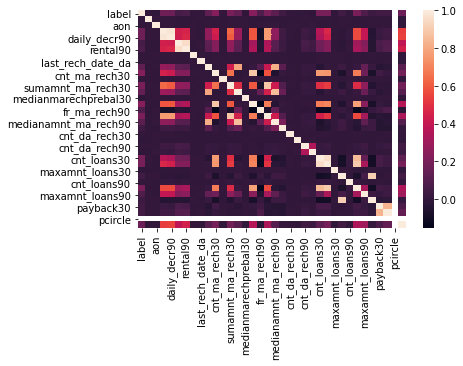 label
aon
daily_decr90
rental90
last_rech_date_da
cnt_ma_rech30
sumamnt_ma_rech30
medianmarechprebal30
fr_ma_rech90
medianamnt_ma_rech90
cnt_da_rech30
cnt_da_rech90
cnt_loans30
maxamnt_loans30
cnt_loans90
maxamnt_loans90
payback30
pcircle
label
aon
daily_decr90
rental90
last_rech_date_da
cnt_ma_rech30
sumamnt_ma_rech30
medianmarechprebal30
fr_ma_rech90
medianamnt_ma_rech90
cnt_da_rech30
cnt_da_rech90
cnt_loans30
maxamnt_loans30
cnt_loans90
maxamnt_loans90
payback30
pcircle
1.0
0.8
0.6
0.4
0.2
0.0